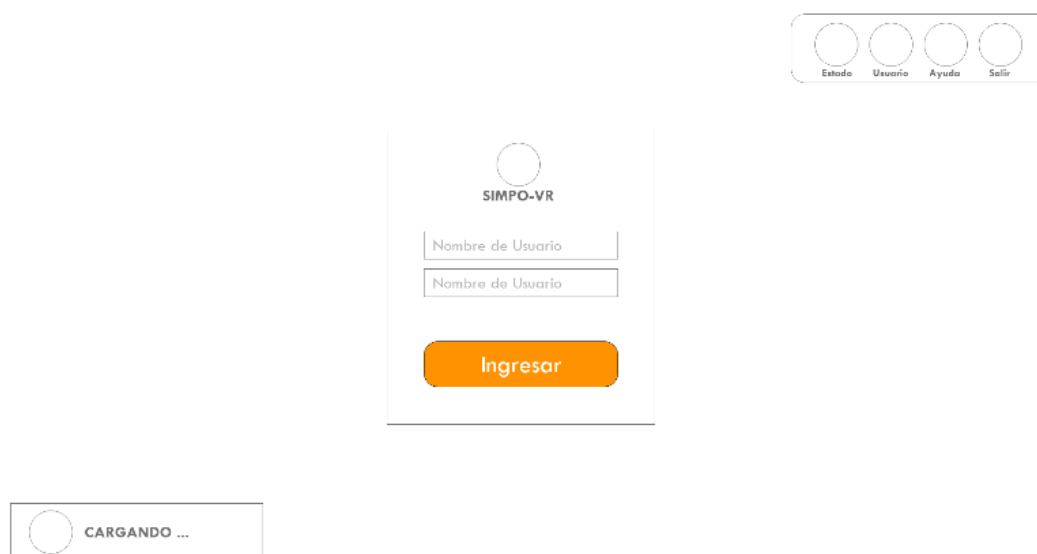 Estado Usuario Ayuda Salir
SIMPO-VR
Nombre de Usuario
Nombre de Usuario
Ingresar
CARGANDO ...